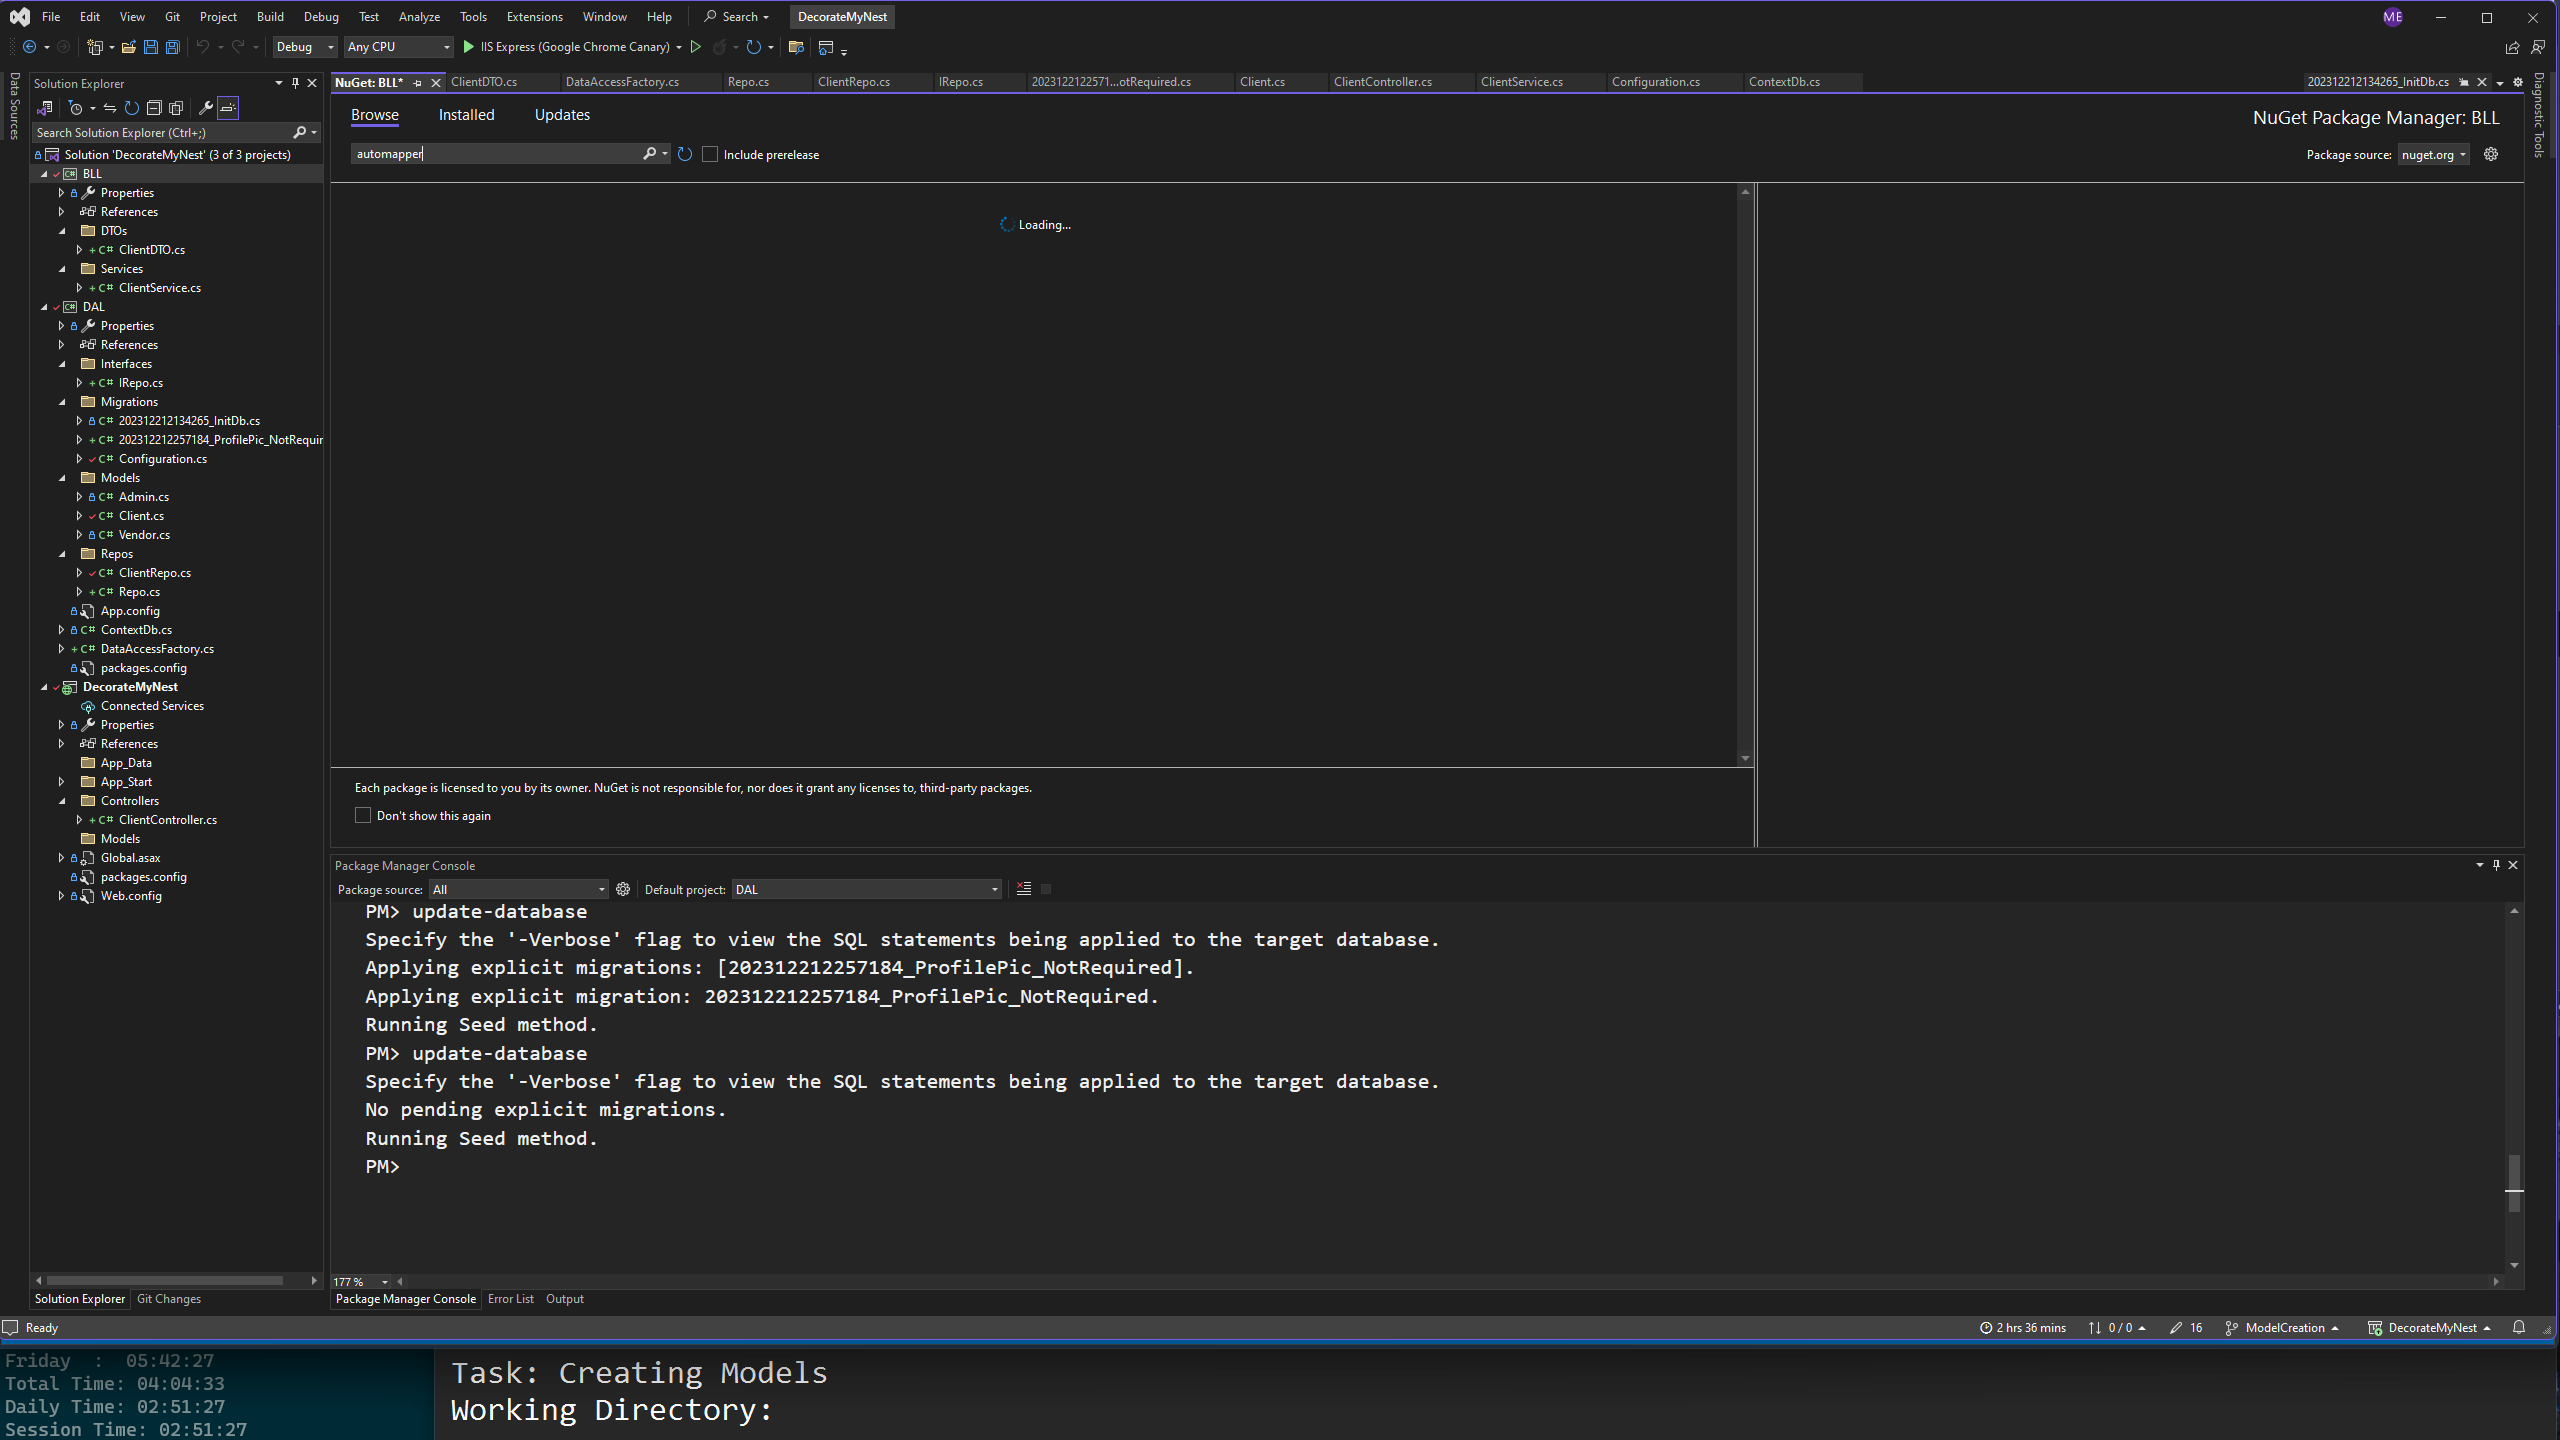 File Edit View Git Project Build Debug Test Analyze Tools Extensions Window Help Search DecorateMyNest ME
Debug Any CPU IIS Express (Google Chrome Canary)
Data Sources
Solution Explorer
Search Solution Explorer (Ctrl+;)
Solution 'DecorateMyNest' (3 of 3 projects)
BLL
Properties
References
DTOs
ClientDTO.cs
Services
ClientService.cs
DAL
Properties
References
Interfaces
IRepo.cs
Migrations
202312212134265_InitDb.cs
202312212257184_ProfilePic_NotRequir
Configuration.cs
Models
Admin.cs
Client.cs
Vendor.cs
Repos
ClientRepo.cs
Repo.cs
App.config
ContextDb.cs
DataAccessFactory.cs
packages.config
DecorateMyNest
Connected Services
Properties
References
App_Data
App_Start
Controllers
ClientController.cs
Models
Global.asax
packages.config
Web.config
Solution Explorer Git Changes
NuGet: BLL* ClientDTO.cs DataAccessFactory.cs Repo.cs ClientRepo.cs IRepo.cs 2023122122571...otRequired.cs Client.cs ClientController.cs ClientService.cs Configuration.cs ContextDb.cs 202312212134265_InitDb.cs
Browse Installed Updates
NuGet Package Manager: BLL
automapper
Include prerelease
Package source: nuget.org
Loading...
Each package is licensed to you by its owner. NuGet is not responsible for, nor does it grant any licenses to, third-party packages.
Don't show this again
Diagnostic Tools
Package Manager Console
Package source: All Default project: DAL
PM> update-database
Specify the '-Verbose' flag to view the SQL statements being applied to the target database.
Applying explicit migrations: [202312212257184_ProfilePic_NotRequired].
Applying explicit migration: 202312212257184_ProfilePic_NotRequired.
Running Seed method.
PM> update-database
Specify the '-Verbose' flag to view the SQL statements being applied to the target database.
No pending explicit migrations.
Running Seed method.
PM>
177 %
Package Manager Console Error List Output
Ready
2 hrs 36 mins 0 / 0 16 ModelCreation DecorateMyNest
Friday : 05:42:27
Total Time: 04:04:33
Daily Time: 02:51:27
Session Time: 02:51:27
Task: Creating Models
Working Directory: